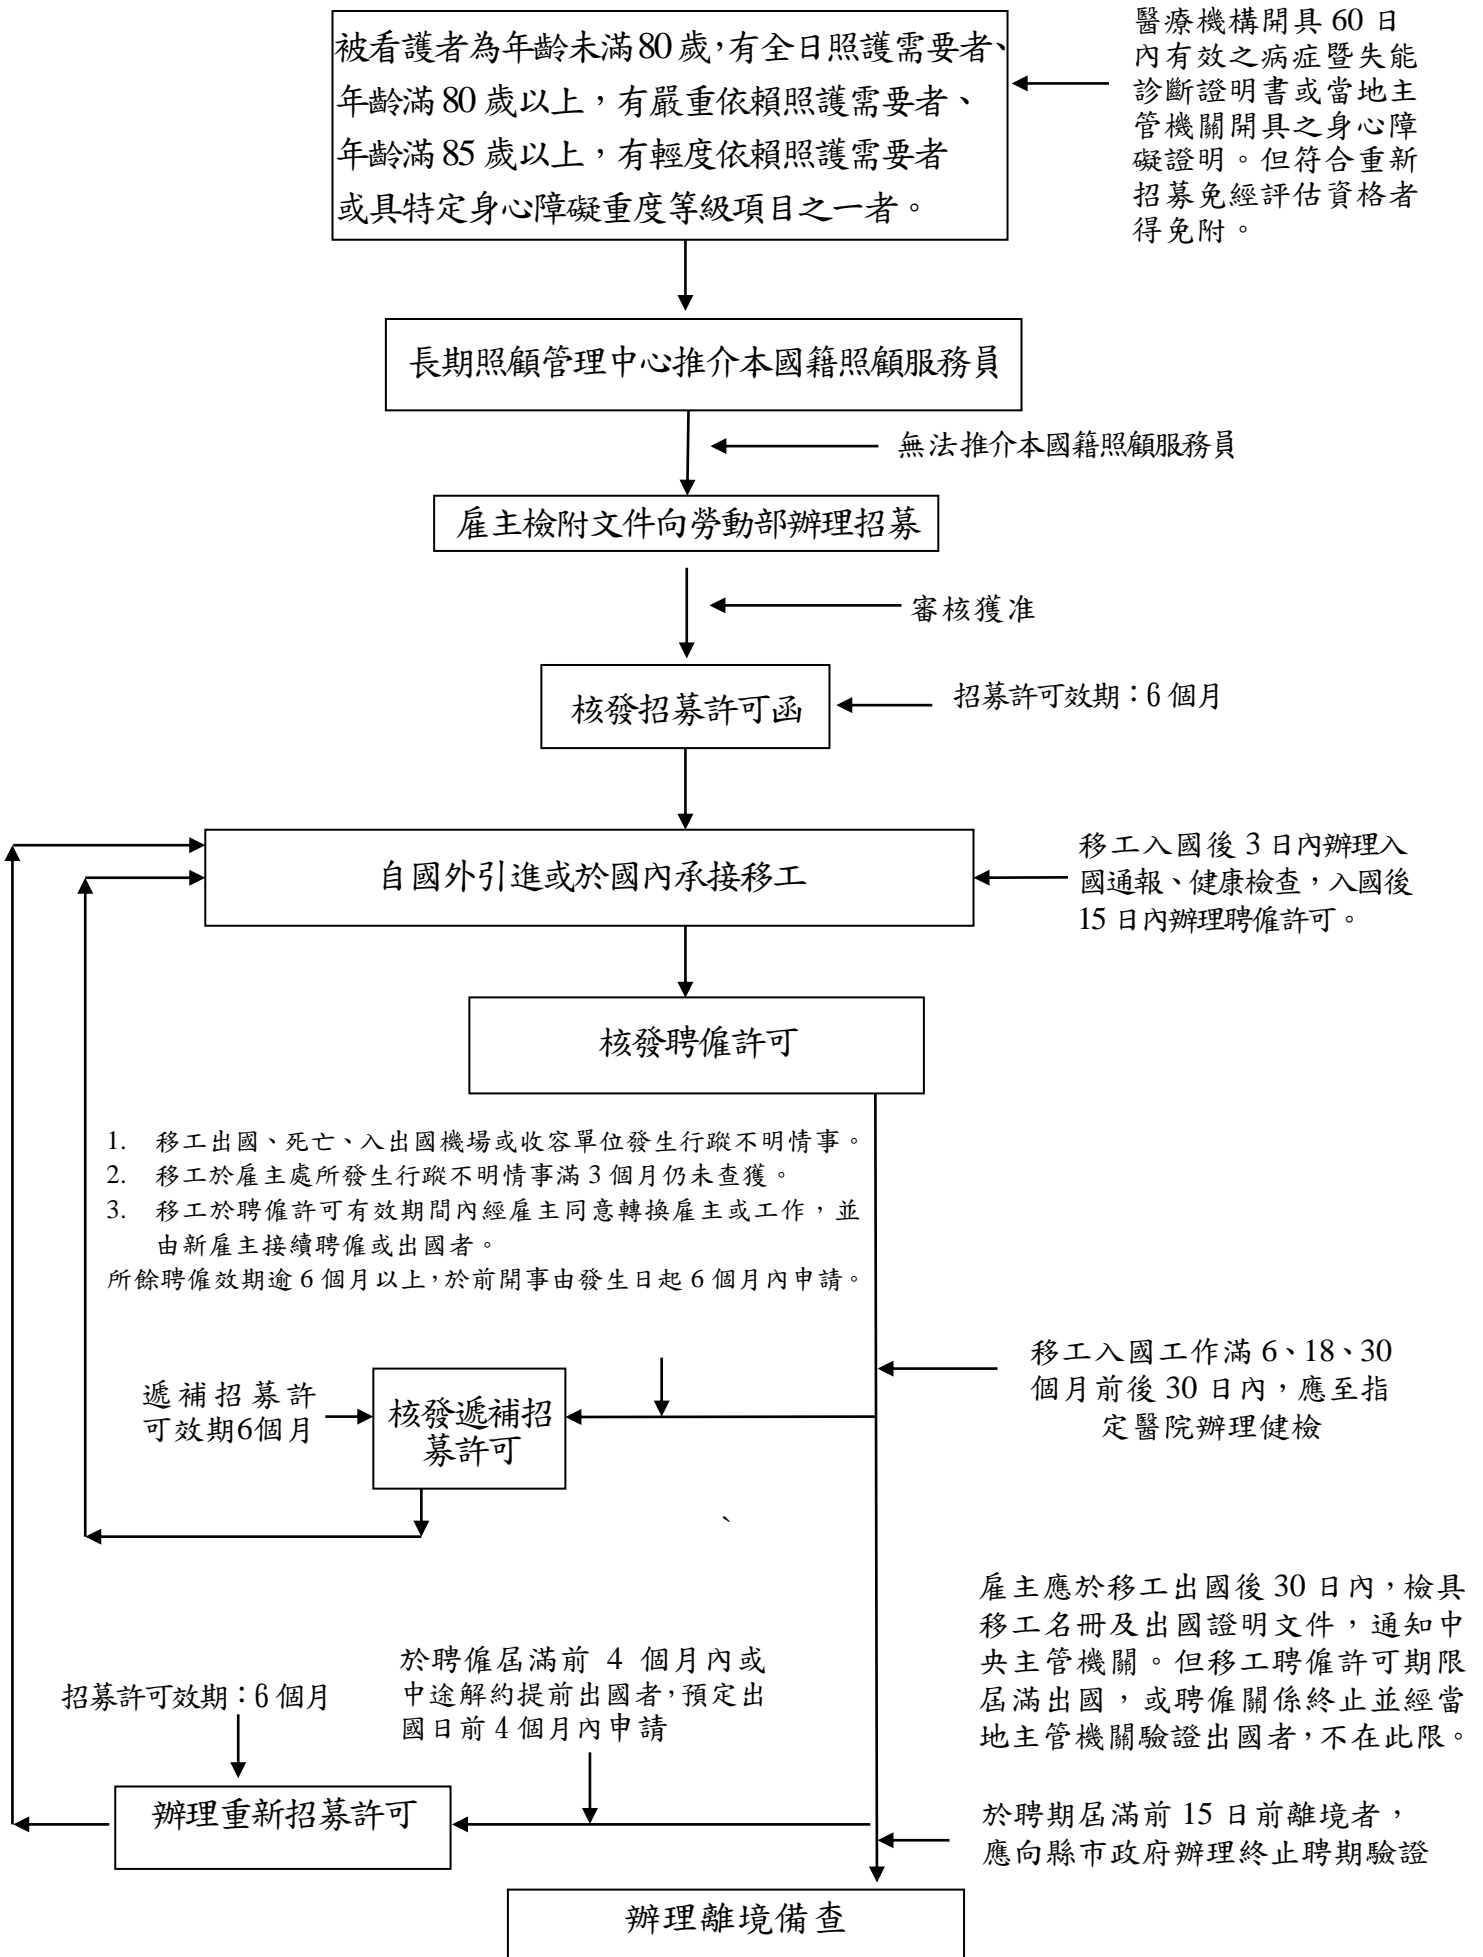 被看護者為年齡未滿80歲，有全日照護需要者、
年齡滿 80 歲以上，有嚴重依賴照護需要者、
年齡滿 85 歲以上，有輕度依賴照護需要者
或具特定身心障礙重度等級項目之一者。
醫療機構開具 60 日
內有效之病症暨失能
診斷證明書或當地主
管機關開具之身心障
礙證明。但符合重新
招募免經評估資格者
得免附。
長期照顧管理中心推介本國籍照顧服務員
無法推介本國籍照顧服務員
雇主檢附文件向勞動部辦理招募
審核獲准
核發招募許可函
招募許可效期：6 個月
自國外引進或於國內承接移工
移工入國後 3 日內辦理入
國通報、健康檢查，入國後
15 日內辦理聘僱許可。
核發聘僱許可
1. 移工出國、死亡、入出國機場或收容單位發生行蹤不明情事。
2. 移工於雇主處所發生行蹤不明情事滿 3 個月仍未查獲。
3. 移工於聘僱許可有效期間內經雇主同意轉換雇主或工作，並
由新雇主接續聘僱或出國者。
所餘聘僱效期逾 6 個月以上，於前開事由發生日起 6 個月內申請。
移工入國工作滿 6、18、30
個月前後 30 日內，應至指
定醫院辦理健檢
遞補招募許
可效期6個月
核發遞補招
募許可
、
雇主應於移工出國後 30 日內，檢具
移工名冊及出國證明文件，通知中
央主管機關。但移工聘僱許可期限
屆滿出國，或聘僱關係終止並經當
地主管機關驗證出國者，不在此限。
於聘僱屆滿前 4 個月內或
中途解約提前出國者，預定出
國日前 4 個月內申請
招募許可效期：6 個月
辦理重新招募許可
於聘期屆滿前 15 日前離境者，
應向縣市政府辦理終止聘期驗證
辦理離境備查